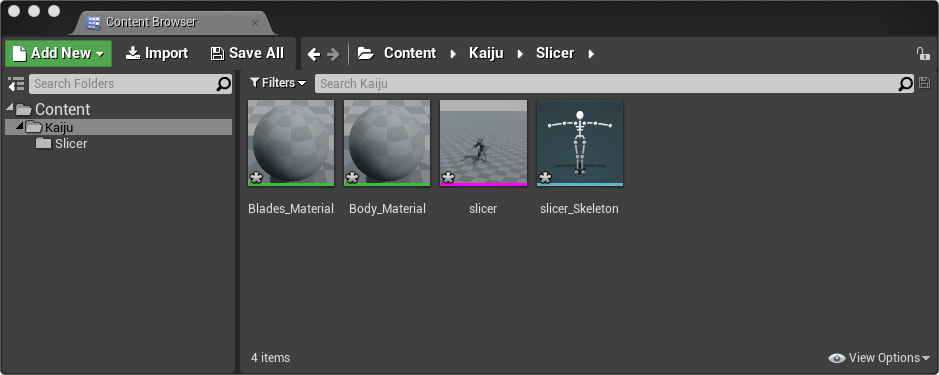 Content Browser
Add New Import Save All Content Kaiju Slicer
Search Folders
Filters Search Kaiju
Content
Kaiju
Slicer
Blades_Material Body_Material slicer slicer_Skeleton
4 items View Options